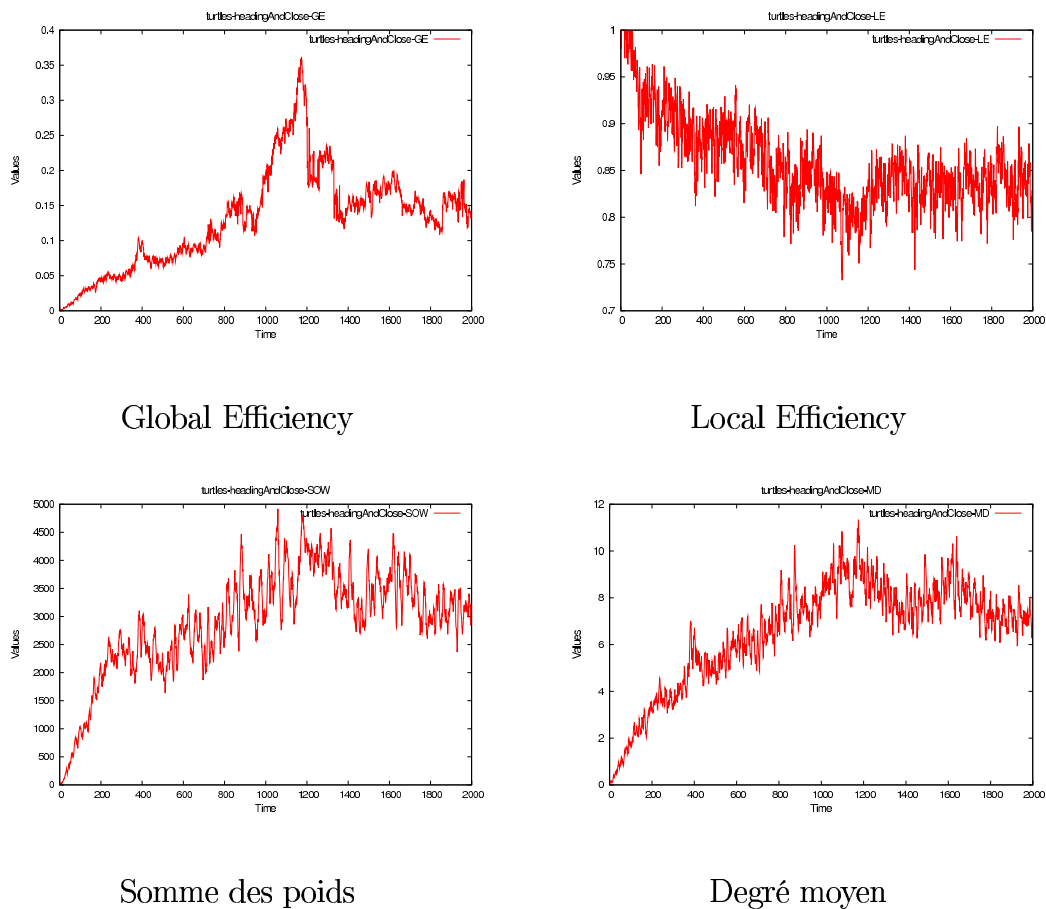 turtles-headingAndClose-GE
turtles-headingAndClose-GE
0.4
0.35
0.3
0.25
0.2
0.15
0.1
0.05
0
Values
0 200 400 600 800 1000 1200 1400 1600 1800 2000
Time
Global Efficiency
turtles-headingAndClose-LE
turtles-headingAndClose-LE
1
0.95
0.9
0.85
0.8
0.75
0.7
Values
0 200 400 600 800 1000 1200 1400 1600 1800 2000
Time
Local Efficiency
turtles-headingAndClose-SOW
turtles-headingAndClose-SOW
5000
4500
4000
3500
3000
2500
2000
1500
1000
500
0
Values
0 200 400 600 800 1000 1200 1400 1600 1800 2000
Time
Somme des poids
turtles-headingAndClose-MD
turtles-headingAndClose-MD
12
10
8
6
4
2
0
Values
0 200 400 600 800 1000 1200 1400 1600 1800 2000
Time
Degré moyen